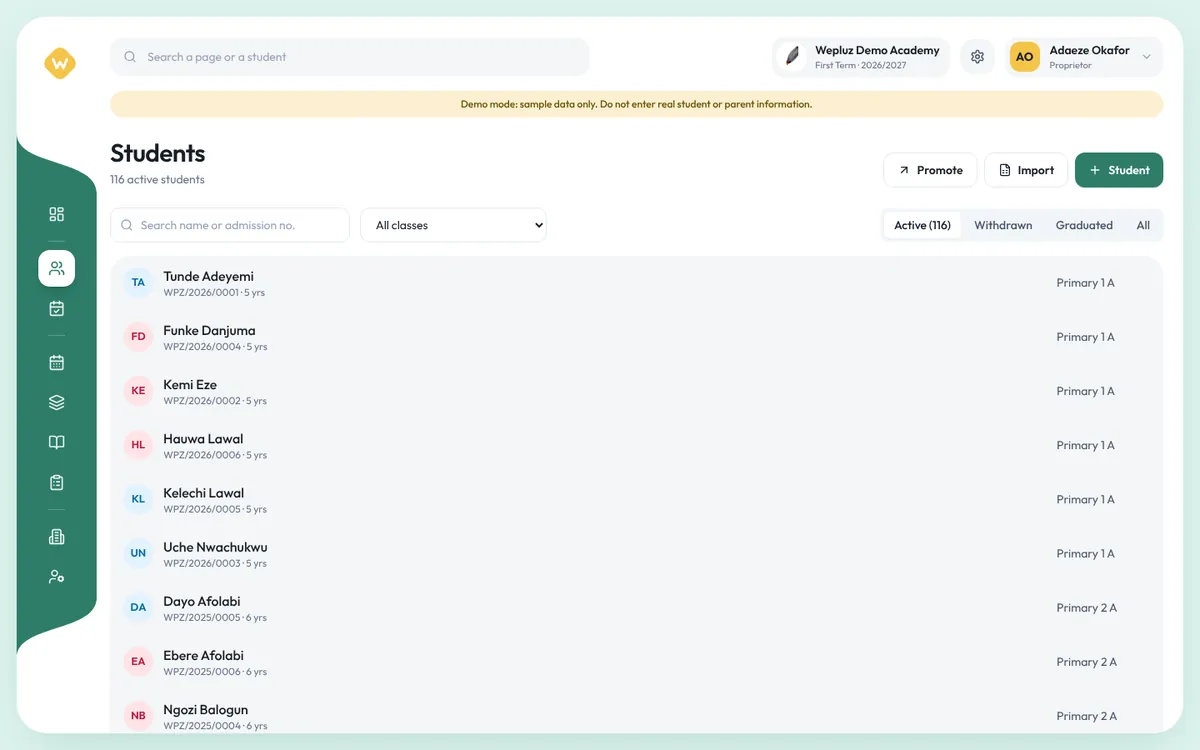 W
Search a page or a student
Wepluz Demo Academy
First Term · 2026/2027
AO
Adaeze Okafor
Proprietor
Demo mode: sample data only. Do not enter real student or parent information.
Students
116 active students
Promote
Import
Student
Search name or admission no.
All classes
Active (116)
Withdrawn
Graduated
All
TA
Tunde Adeyemi
WPZ/2026/0001 · 5 yrs
Primary 1 A
FD
Funke Danjuma
WPZ/2026/0004 · 5 yrs
Primary 1 A
KE
Kemi Eze
WPZ/2026/0002 · 5 yrs
Primary 1 A
HL
Hauwa Lawal
WPZ/2026/0006 · 5 yrs
Primary 1 A
KL
Kelechi Lawal
WPZ/2026/0005 · 5 yrs
Primary 1 A
UN
Uche Nwachukwu
WPZ/2026/0003 · 5 yrs
Primary 1 A
DA
Dayo Afolabi
WPZ/2025/0005 · 6 yrs
Primary 2 A
EA
Ebere Afolabi
WPZ/2025/0006 · 6 yrs
Primary 2 A
NB
Ngozi Balogun
WPZ/2025/0004 · 6 yrs
Primary 2 A